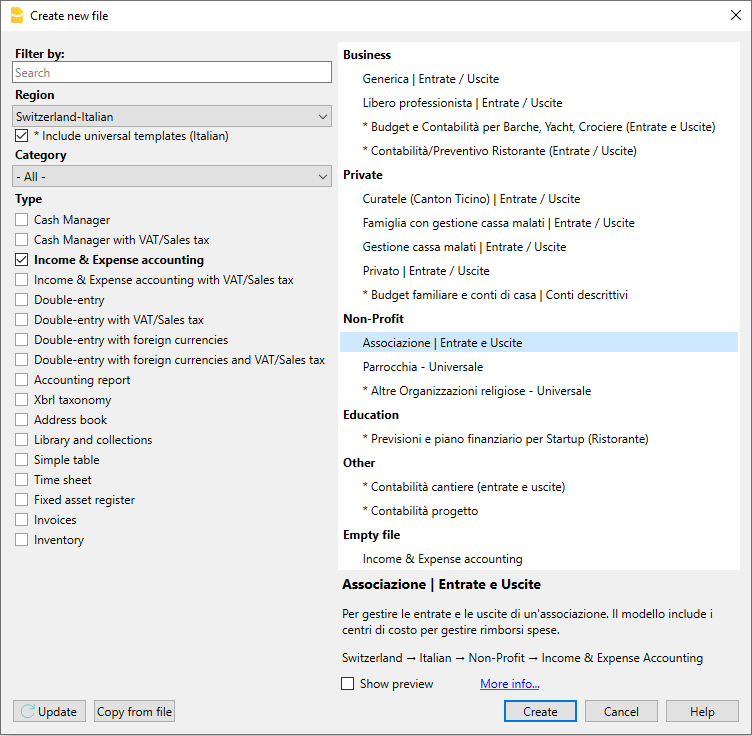 Create new file
Filter by:
Search
Region
Switzerland-Italian
* Include universal templates (Italian)
Category
- All -
Type
Cash Manager
Cash Manager with VAT/Sales tax
Income & Expense accounting
Income & Expense accounting with VAT/Sales tax
Double-entry
Double-entry with VAT/Sales tax
Double-entry with foreign currencies
Double-entry with foreign currencies and VAT/Sales tax
Accounting report
Xbrl taxonomy
Address book
Library and collections
Simple table
Time sheet
Fixed asset register
Invoices
Inventory
Business
Generica | Entrate / Uscite
Libero professionista | Entrate / Uscite
* Budget e Contabilità per Barche, Yacht, Crociere (Entrate e Uscite)
* Contabilità/Preventivo Ristorante (Entrate / Uscite)
Private
Curatele (Canton Ticino) | Entrate / Uscite
Famiglia con gestione cassa malati | Entrate / Uscite
Gestione cassa malati | Entrate / Uscite
Privato | Entrate / Uscite
* Budget familiare e conti di casa | Conti descrittivi
Non-Profit
Associazione | Entrate e Uscite
Parrocchia - Universale
* Altre Organizzazioni religiose - Universale
Education
* Previsioni e piano finanziario per Startup (Ristorante)
Other
* Contabilità cantiere (entrate e uscite)
* Contabilità progetto
Empty file
Income & Expense accounting
Associazione | Entrate e Uscite
Per gestire le entrate e le uscite di un'associazione. Il modello include i
centri di costo per gestire rimborsi spese.
Switzerland → Italian → Non-Profit → Income & Expense Accounting
Show preview
More info...
Update
Copy from file
Create
Cancel
Help